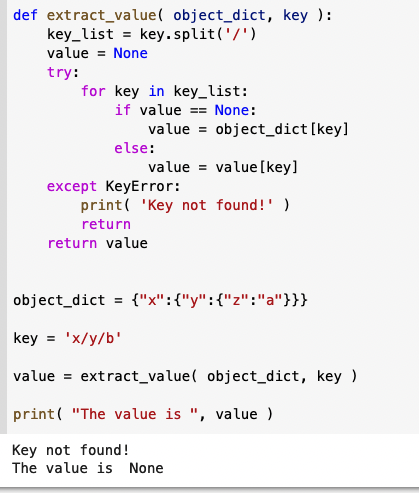 def extract_value( object_dict, key ):
    key_list = key.split('/')
    value = None
    try:
        for key in key_list:
            if value == None:
                value = object_dict[key]
            else:
                value = value[key]
    except KeyError:
        print( 'Key not found!' )
        return
    return value
object_dict = {"x":{"y":{"z":"a"}}}
key = 'x/y/b'
value = extract_value( object_dict, key )
print( "The value is ", value )
Key not found!
The value is  None